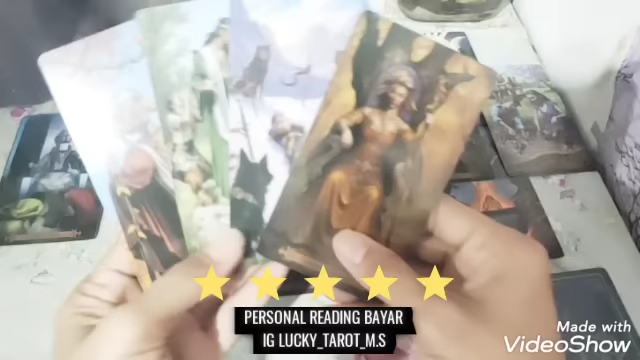 PERSONAL READING BAYAR
IG LUCKY_TAROT_M.S
Made with
VideoShow